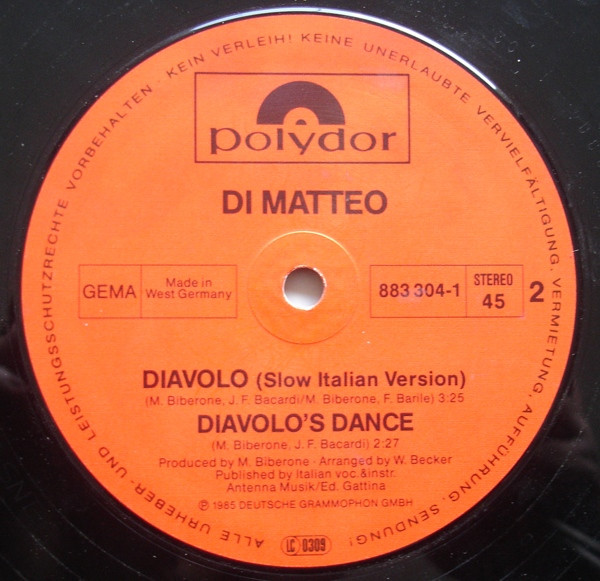 ALLE URHEBER- UND LEISTUNGSSCHUTZRECHTE VORBEHALTEN · KEIN VERLEIH! KEINE UNERLAUBTE VERVIELFÄLTIGUNG, VERMIETUNG, AUFFÜHRUNG, SENDUNG!
polydor
DI MATTEO
GEMA
Made in
West Germany
883 304-1
STEREO
45
2
DIAVOLO (Slow Italian Version)
(M. Biberone, J. F. Bacardi/M. Biberone, F. Barile) 3:25
DIAVOLO'S DANCE
(M. Biberone, J. F. Bacardi) 2:27
Produced by M. Biberone · Arranged by W. Becker
Published by Italian voc.&instr.
Antenna Musik/Ed. Gattina
℗ 1985 DEUTSCHE GRAMMOPHON GMBH
LC 0309